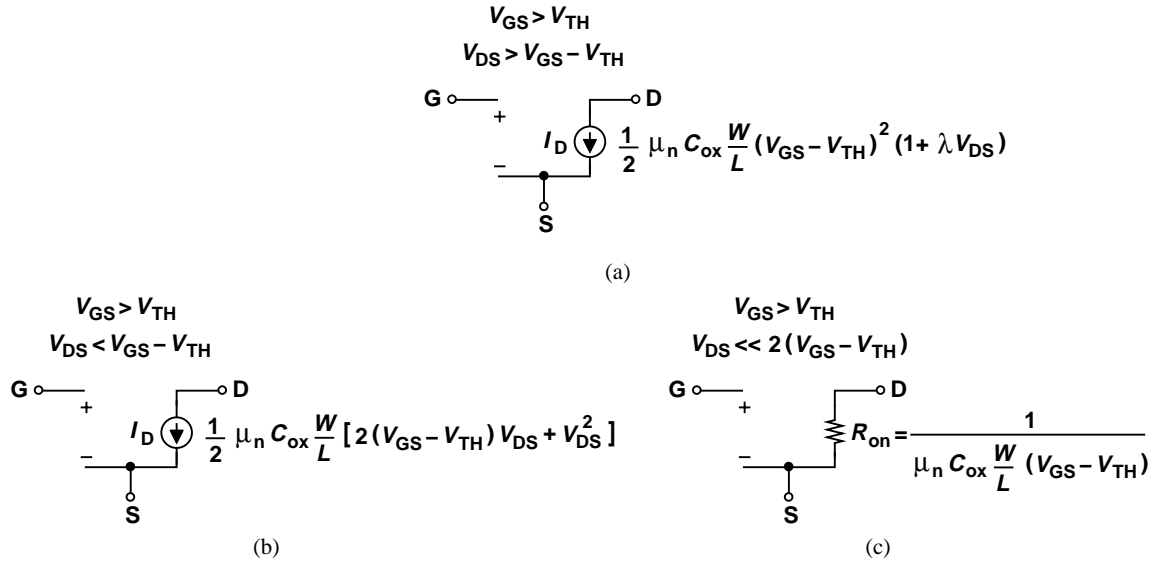 V_GS > V_TH
V_DS > V_GS − V_TH
G
D
+
I_D
1/2 μ_n C_ox W/L (V_GS − V_TH)^2 (1 + λ V_DS)
−
S
(a)
V_GS > V_TH
V_DS < V_GS − V_TH
G
D
+
I_D
1/2 μ_n C_ox W/L [2(V_GS − V_TH) V_DS + V_DS^2]
−
S
(b)
V_GS > V_TH
V_DS << 2(V_GS − V_TH)
G
D
+
R_on = 1/(μ_n C_ox W/L (V_GS − V_TH))
−
S
(c)